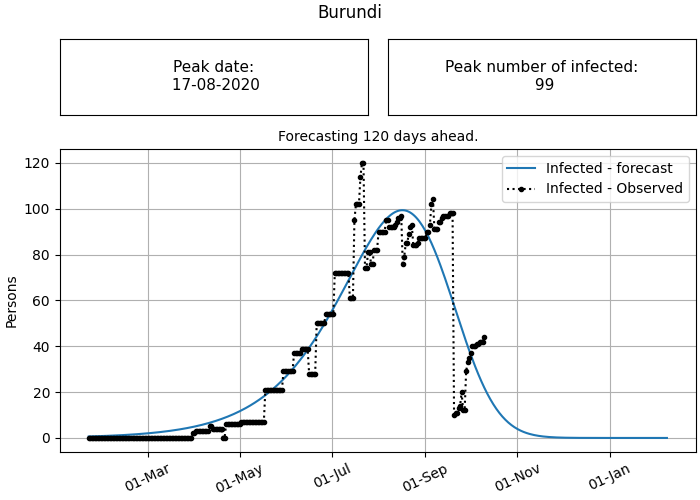 Burundi
Peak date:
17-08-2020
Peak number of infected:
99
Forecasting 120 days ahead.
Infected - forecast
Infected - Observed
Persons
120
100
80
60
40
20
0
01-Mar
01-May
01-Jul
01-Sep
01-Nov
01-Jan